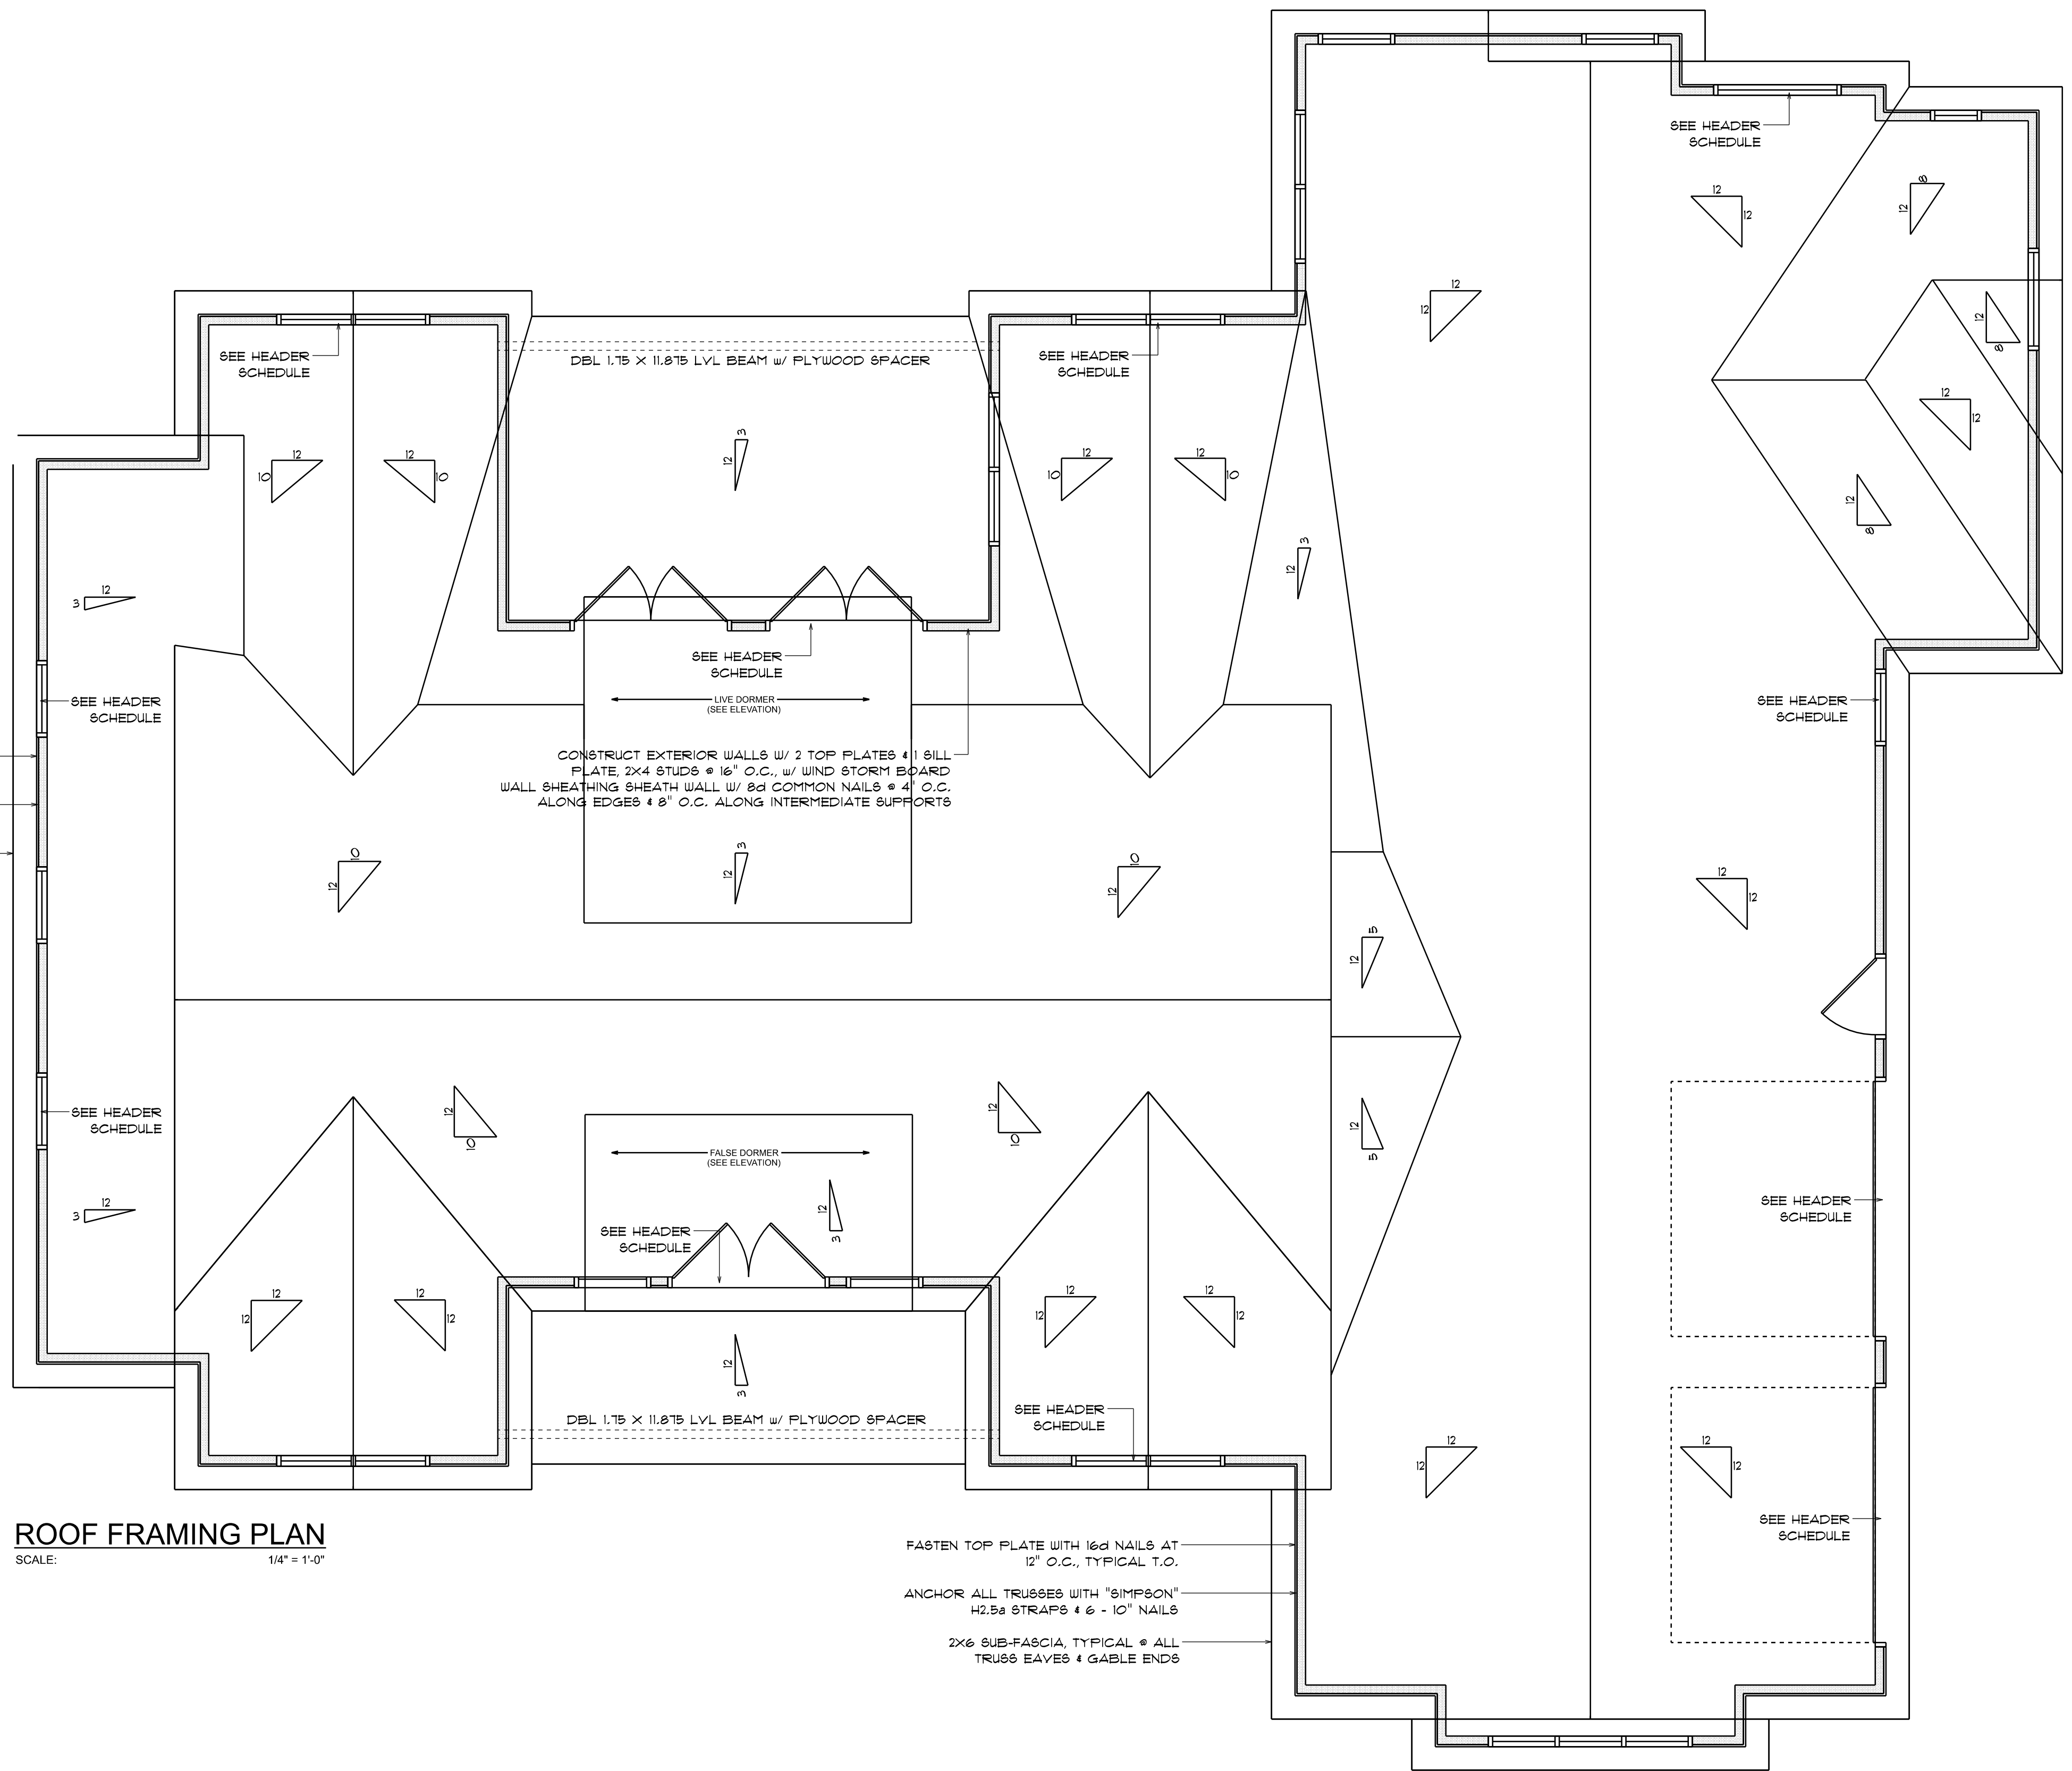 SEE HEADER
SCHEDULE
8
12
12
12
12
12
12
8
SEE HEADER
SCHEDULE
DBL 1.75 X 11.875 LVL BEAM w/ PLYWOOD SPACER
SEE HEADER
SCHEDULE
12
12
3
12
12
10
12
10
12
10
12
10
8
12
3
12
12
3
SEE HEADER
SCHEDULE
SEE HEADER
SCHEDULE
LIVE DORMER
(SEE ELEVATION)
SEE HEADER
SCHEDULE
CONSTRUCT EXTERIOR WALLS W/ 2 TOP PLATES & 1 SILL
PLATE, 2X4 STUDS @ 16" O.C., w/ WIND STORM BOARD
WALL SHEATHING SHEATH WALL W/ 8d COMMON NAILS @ 4' O.C.
ALONG EDGES & 8" O.C. ALONG INTERMEDIATE SUPPORTS
10
12
3
12
10
12
12
12
5
12
SEE HEADER
SCHEDULE
12
10
12
10
12
5
FALSE DORMER
(SEE ELEVATION)
12
3
12
3
SEE HEADER
SCHEDULE
SEE HEADER
SCHEDULE
12
12
12
12
12
12
12
12
12
3
DBL 1.75 X 11.875 LVL BEAM w/ PLYWOOD SPACER
SEE HEADER
SCHEDULE
12
12
12
12
ROOF FRAMING PLAN
SCALE: 1/4" = 1'-0"
SEE HEADER
SCHEDULE
FASTEN TOP PLATE WITH 16d NAILS AT
12" O.C., TYPICAL T.O.
ANCHOR ALL TRUSSES WITH "SIMPSON"
H2.5a STRAPS & 6 - 10" NAILS
2X6 SUB-FASCIA, TYPICAL @ ALL
TRUSS EAVES & GABLE ENDS